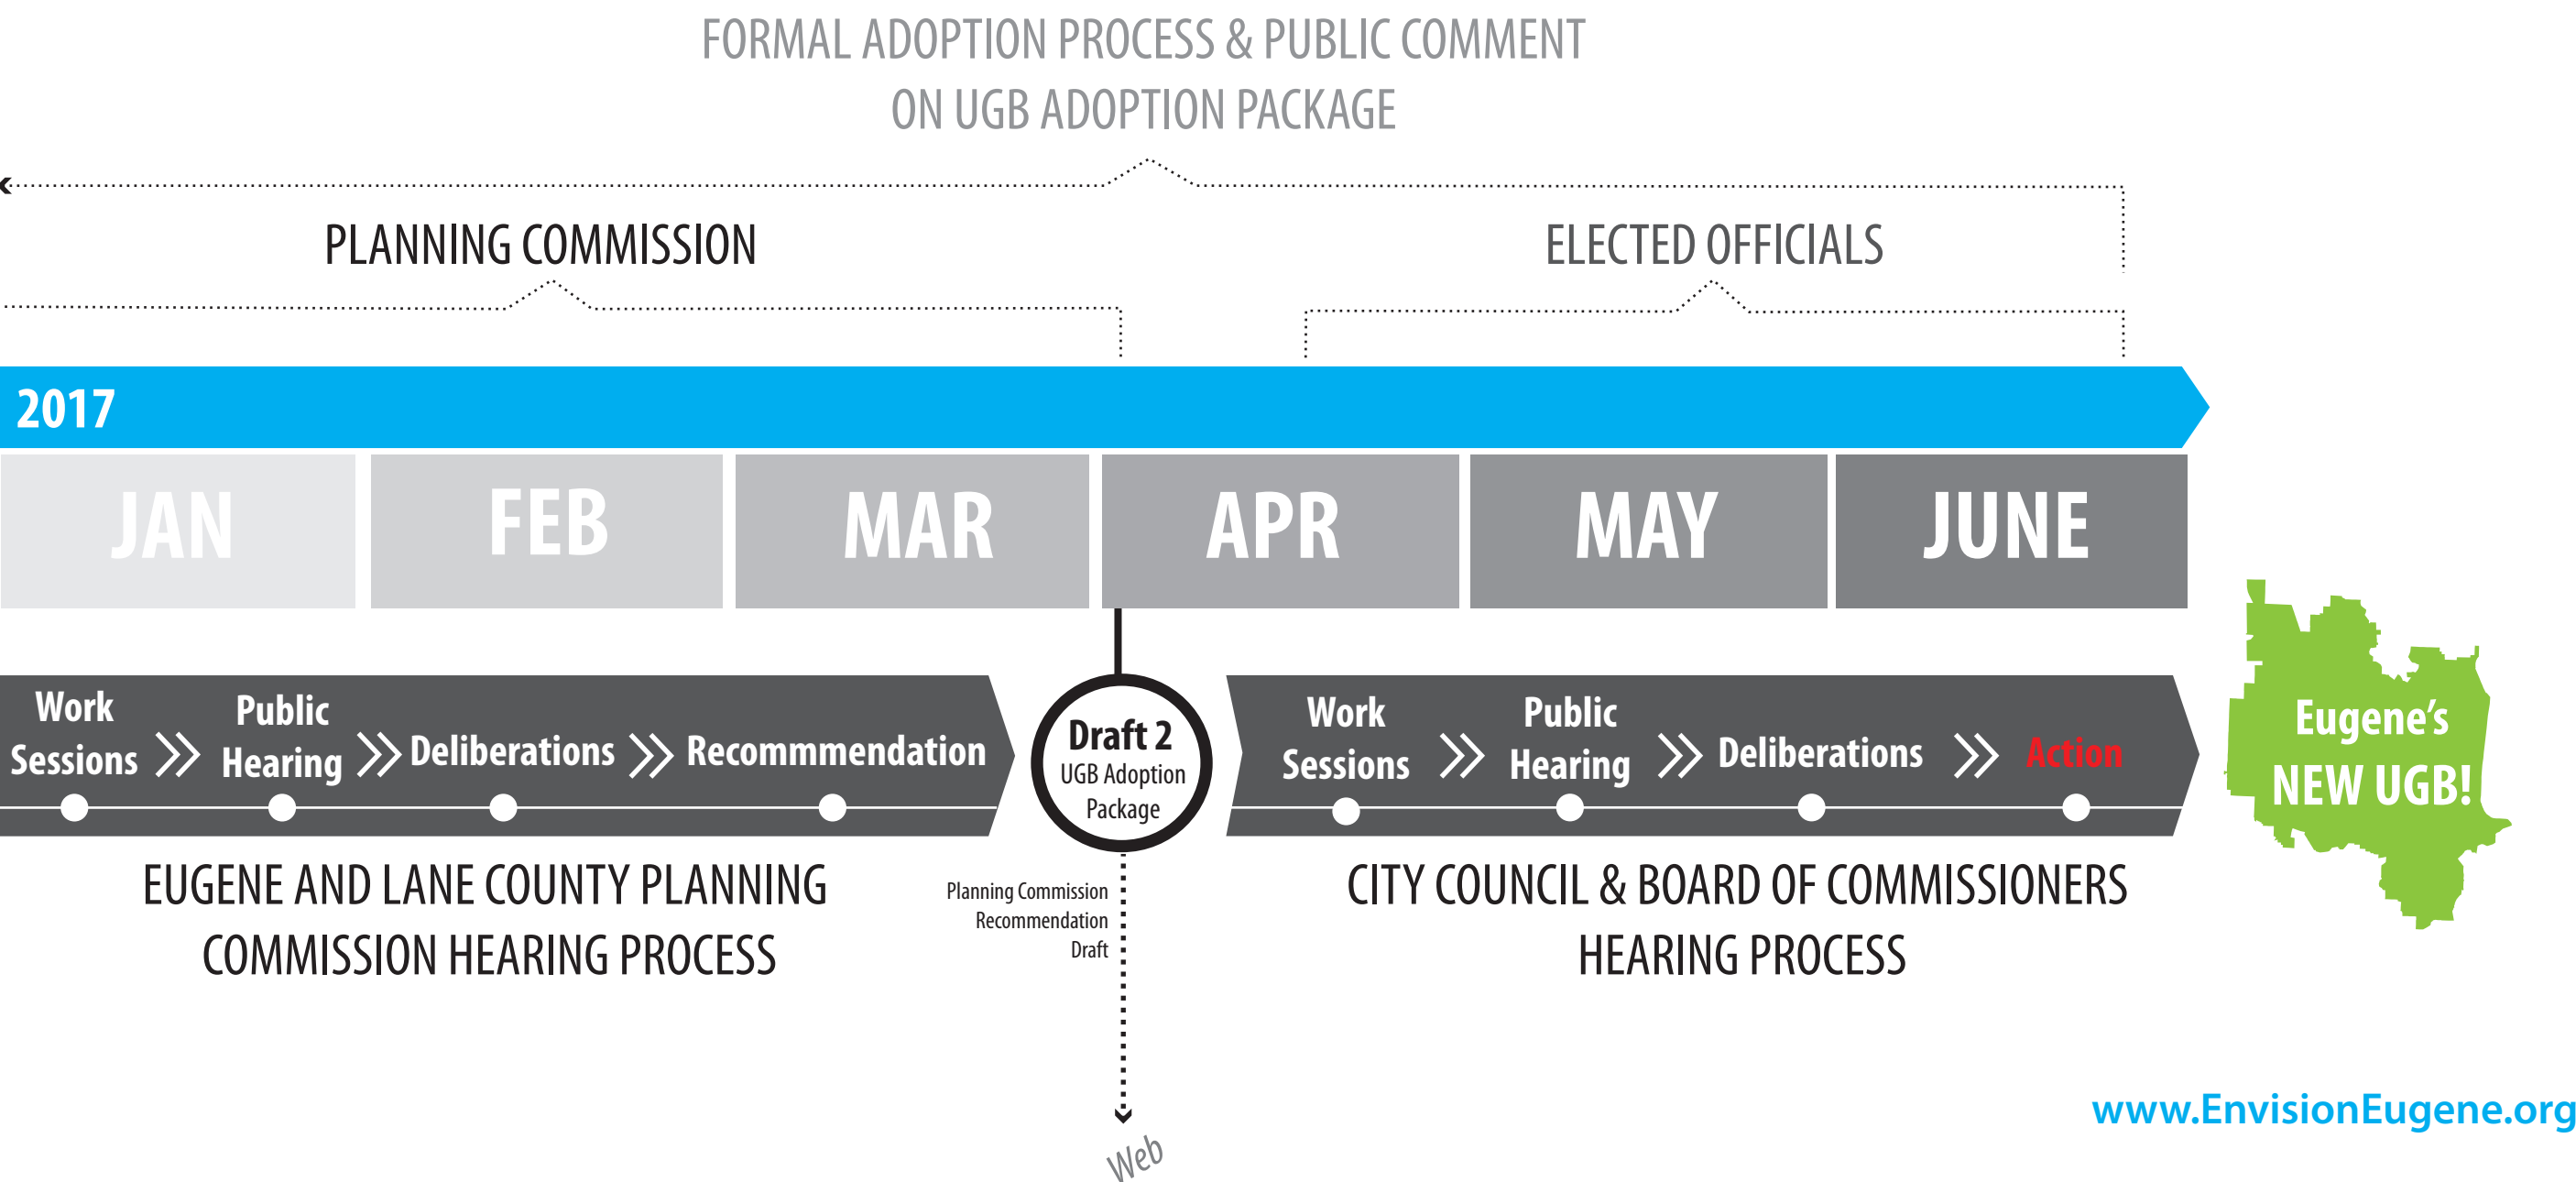 FORMAL ADOPTION PROCESS & PUBLIC COMMENT
ON UGB ADOPTION PACKAGE
PLANNING COMMISSION
ELECTED OFFICIALS
2017
JAN
FEB
MAR
APR
MAY
JUNE
Work
Sessions
Public
Hearing
Deliberations
Recommmendation
Draft 2
UGB Adoption
Package
Work
Sessions
Public
Hearing
Deliberations
Action
Eugene’s
NEW UGB!
EUGENE AND LANE COUNTY PLANNING
COMMISSION HEARING PROCESS
Planning Commission
Recommendation
Draft
CITY COUNCIL & BOARD OF COMMISSIONERS
HEARING PROCESS
Web
www.EnvisionEugene.org